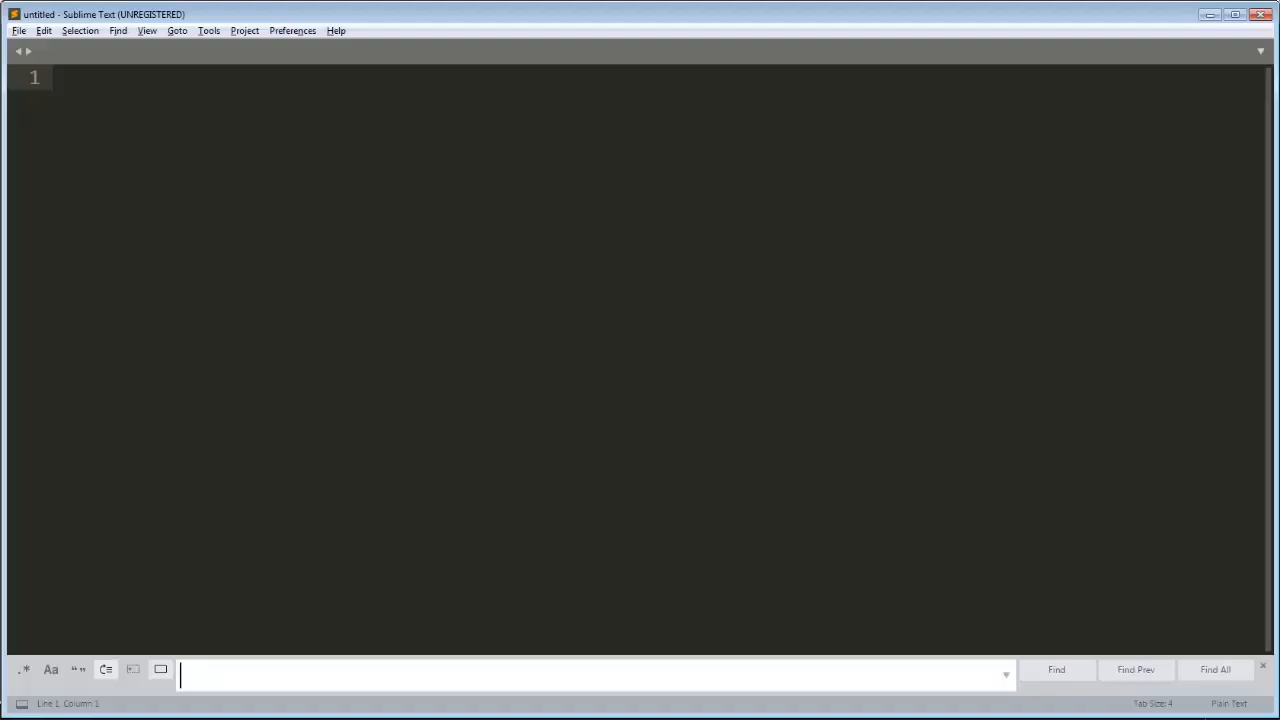 untitled - Sublime Text (UNREGISTERED)
File Edit Selection Find View Goto Tools Project Preferences Help
1
.* Aa “” Find Find Prev Find All
Line 1, Column 1 Tab Size: 4 Plain Text